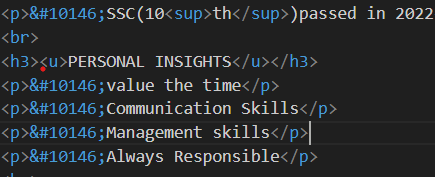 <p>&#10146;SSC(10<sup>th</sup>)passed in 2022
<br>
<h3><u>PERSONAL INSIGHTS</u></h3>
<p>&#10146;value the time</p>
<p>&#10146;Communication Skills</p>
<p>&#10146;Management skills</p>
<p>&#10146;Always Responsible</p>